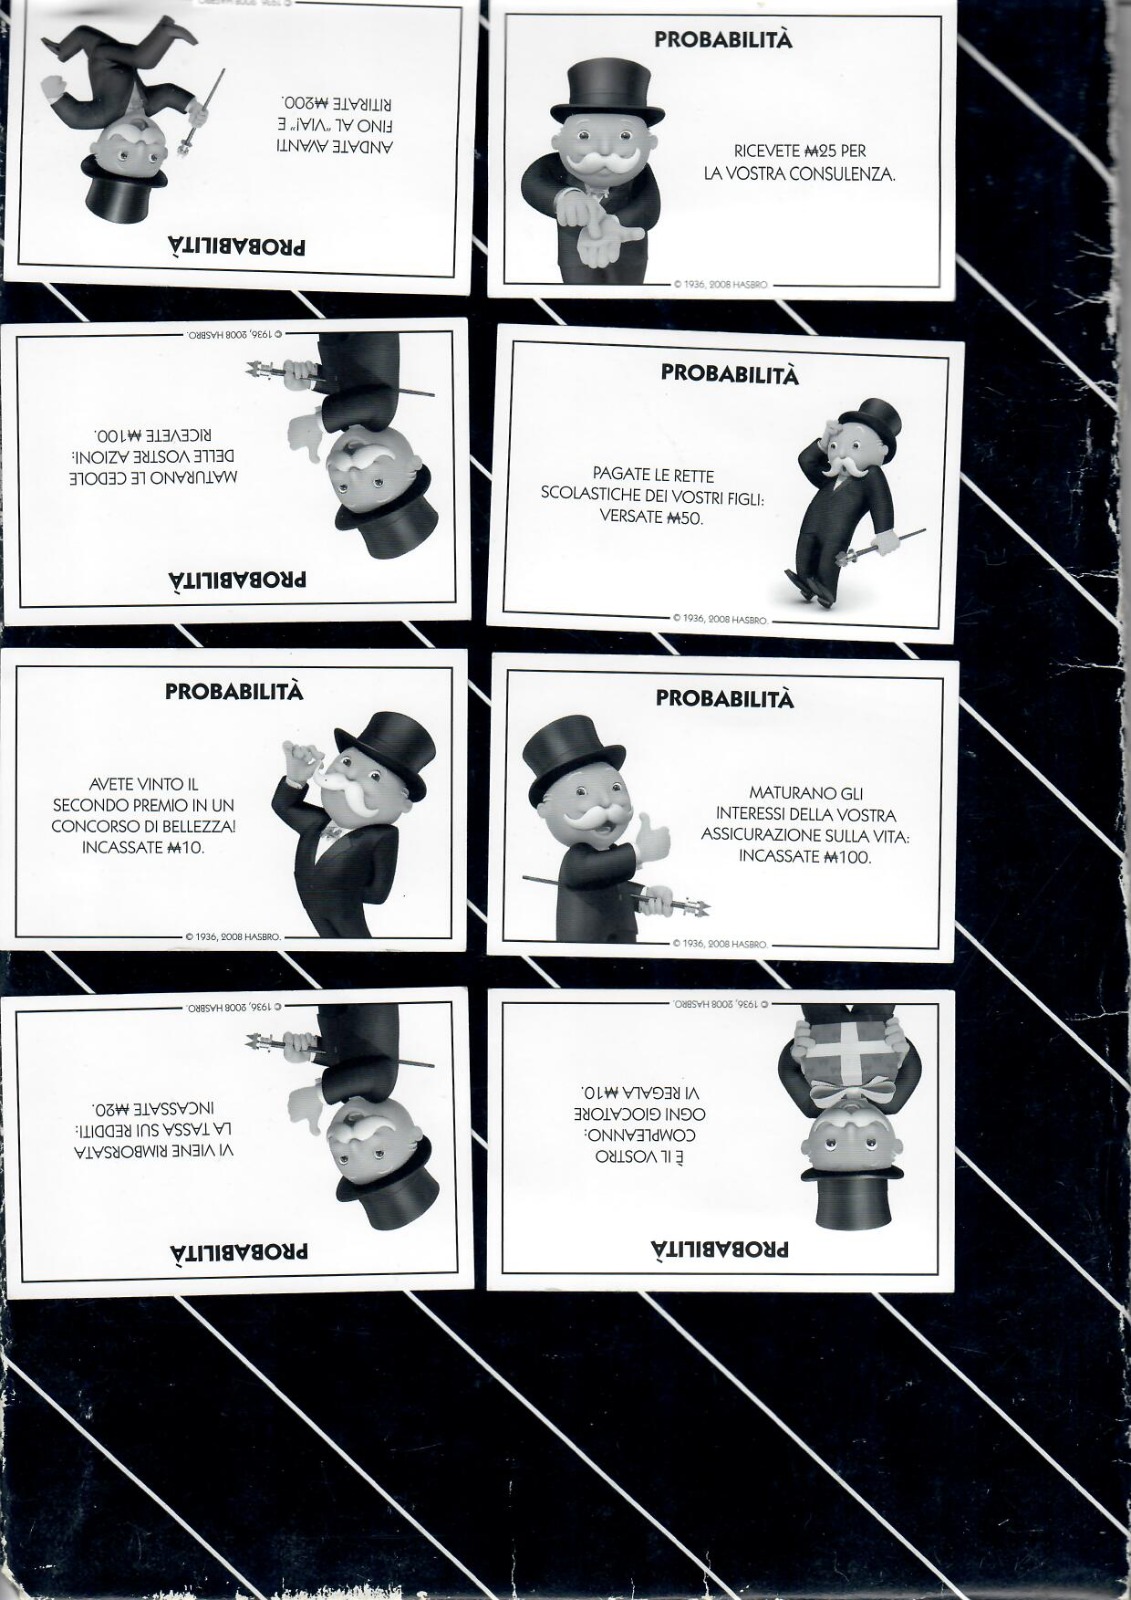 PROBABILITÀ
ANDATE AVANTI
FINO AL "VIA!" E
RITIRATE ₩200.
© 1936, 2008 HASBRO.
PROBABILITÀ
RICEVETE ₩25 PER
LA VOSTRA CONSULENZA.
© 1936, 2008 HASBRO.
PROBABILITÀ
MATURANO LE CEDOLE
DELLE VOSTRE AZIONI:
RICEVETE ₩100.
© 1936, 2008 HASBRO.
PROBABILITÀ
PAGATE LE RETTE
SCOLASTICHE DEI VOSTRI FIGLI:
VERSATE ₩50.
© 1936, 2008 HASBRO.
PROBABILITÀ
AVETE VINTO IL
SECONDO PREMIO IN UN
CONCORSO DI BELLEZZA!
INCASSATE ₩10.
© 1936, 2008 HASBRO.
PROBABILITÀ
MATURANO GLI
INTERESSI DELLA VOSTRA
ASSICURAZIONE SULLA VITA:
INCASSATE ₩100.
© 1936, 2008 HASBRO.
PROBABILITÀ
VI VIENE RIMBORSATA
LA TASSA SUI REDDITI:
INCASSATE ₩20.
© 1936, 2008 HASBRO.
PROBABILITÀ
È IL VOSTRO
COMPLEANNO:
OGNI GIOCATORE
VI REGALA ₩10.
© 1936, 2008 HASBRO.